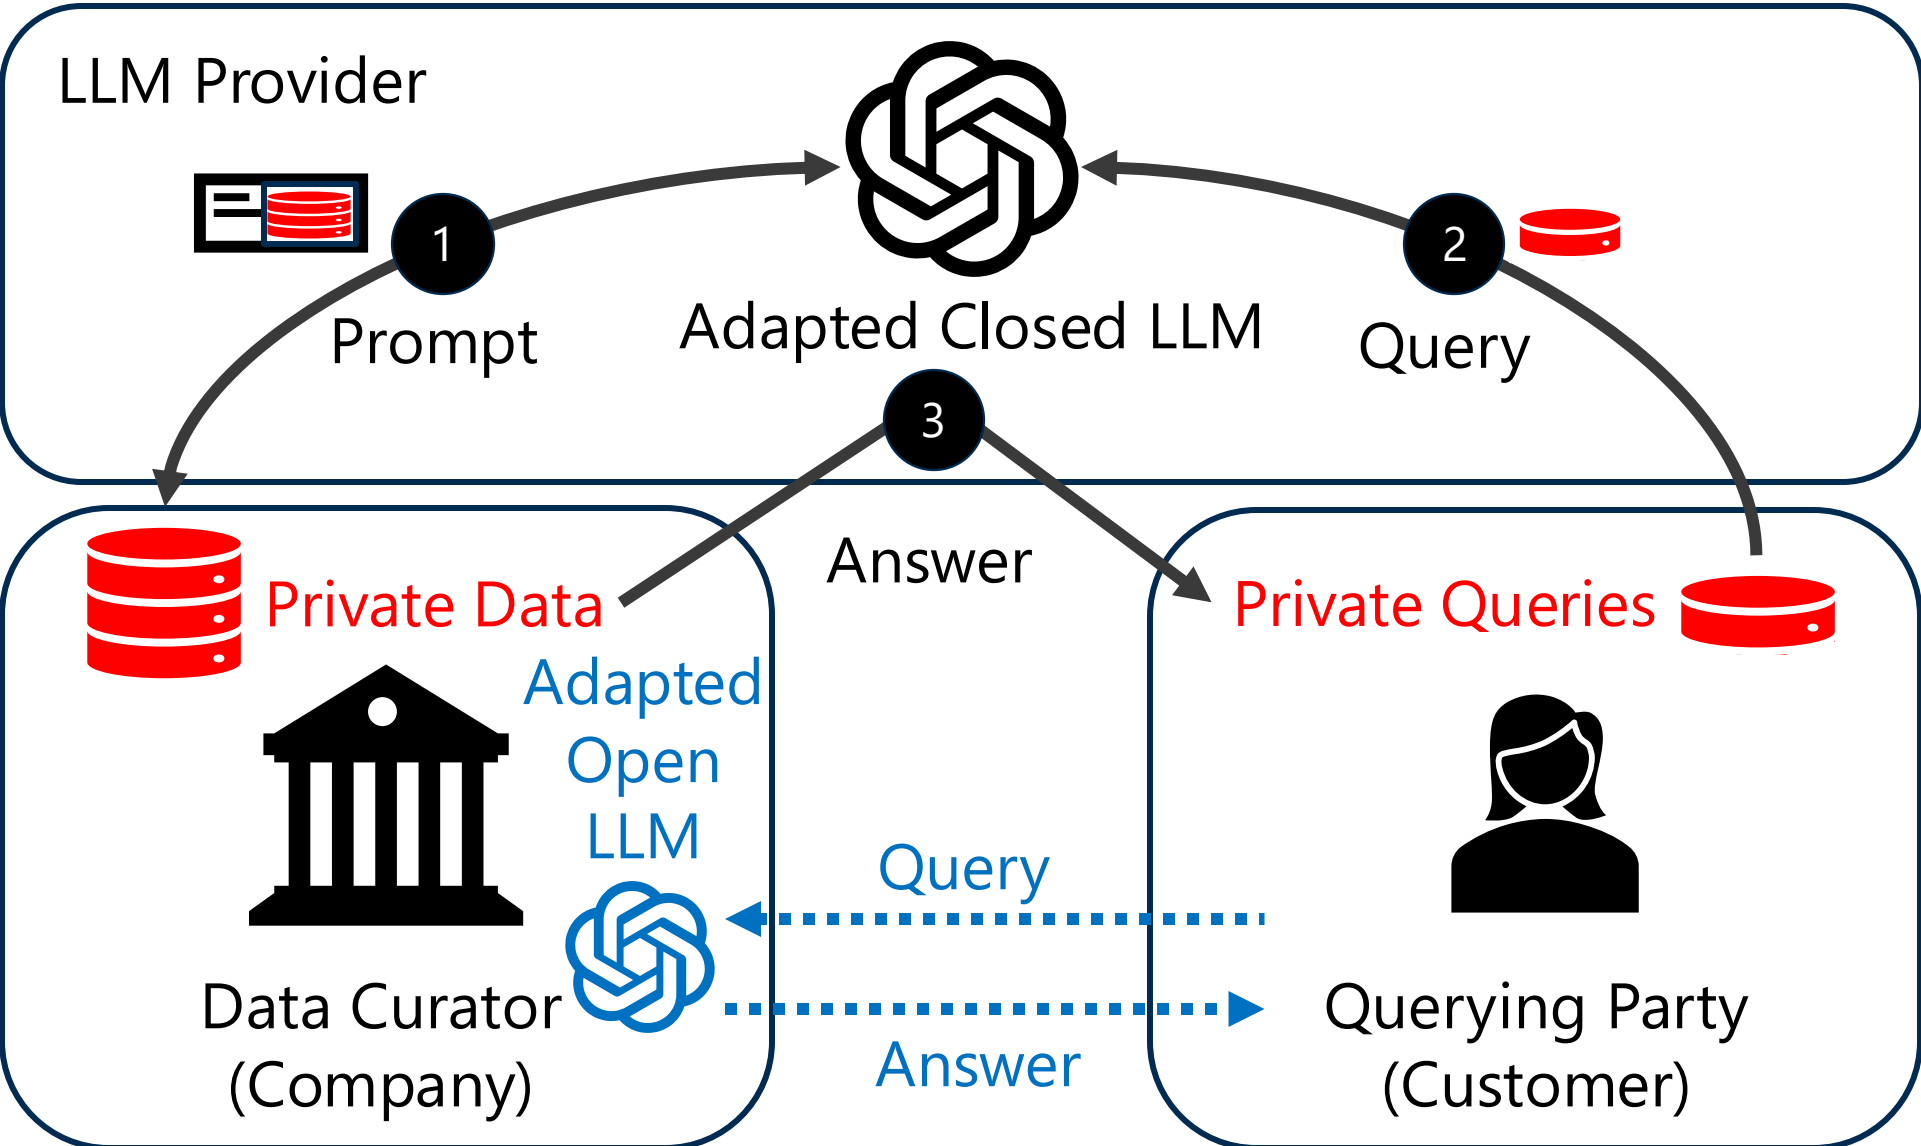 LLM Provider
1
Prompt
Adapted Closed LLM
2
Query
3
Answer
Private Data
Adapted
Open
LLM
Data Curator
(Company)
Query
Answer
Private Queries
Querying Party
(Customer)